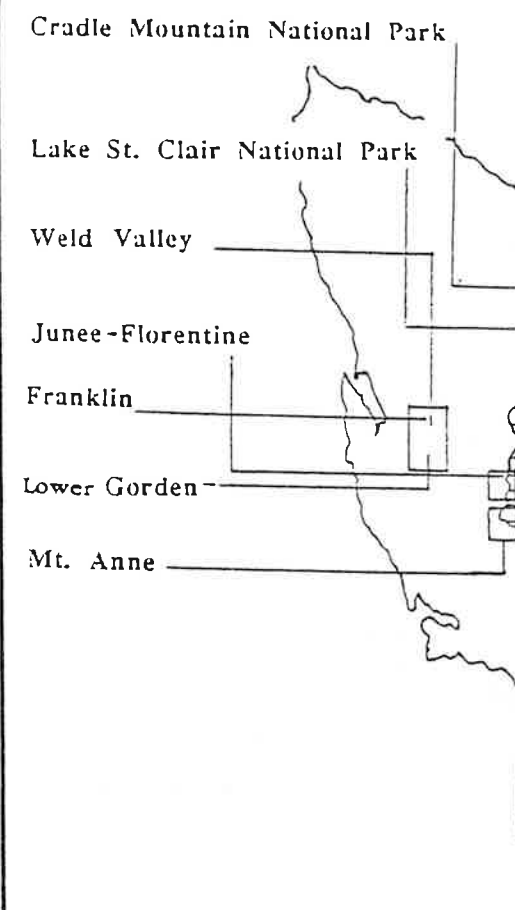 Cradle Mountain National Park
Lake St. Clair National Park
Weld Valley
Junee-Florentine
Franklin
Lower Gorden
Mt. Anne